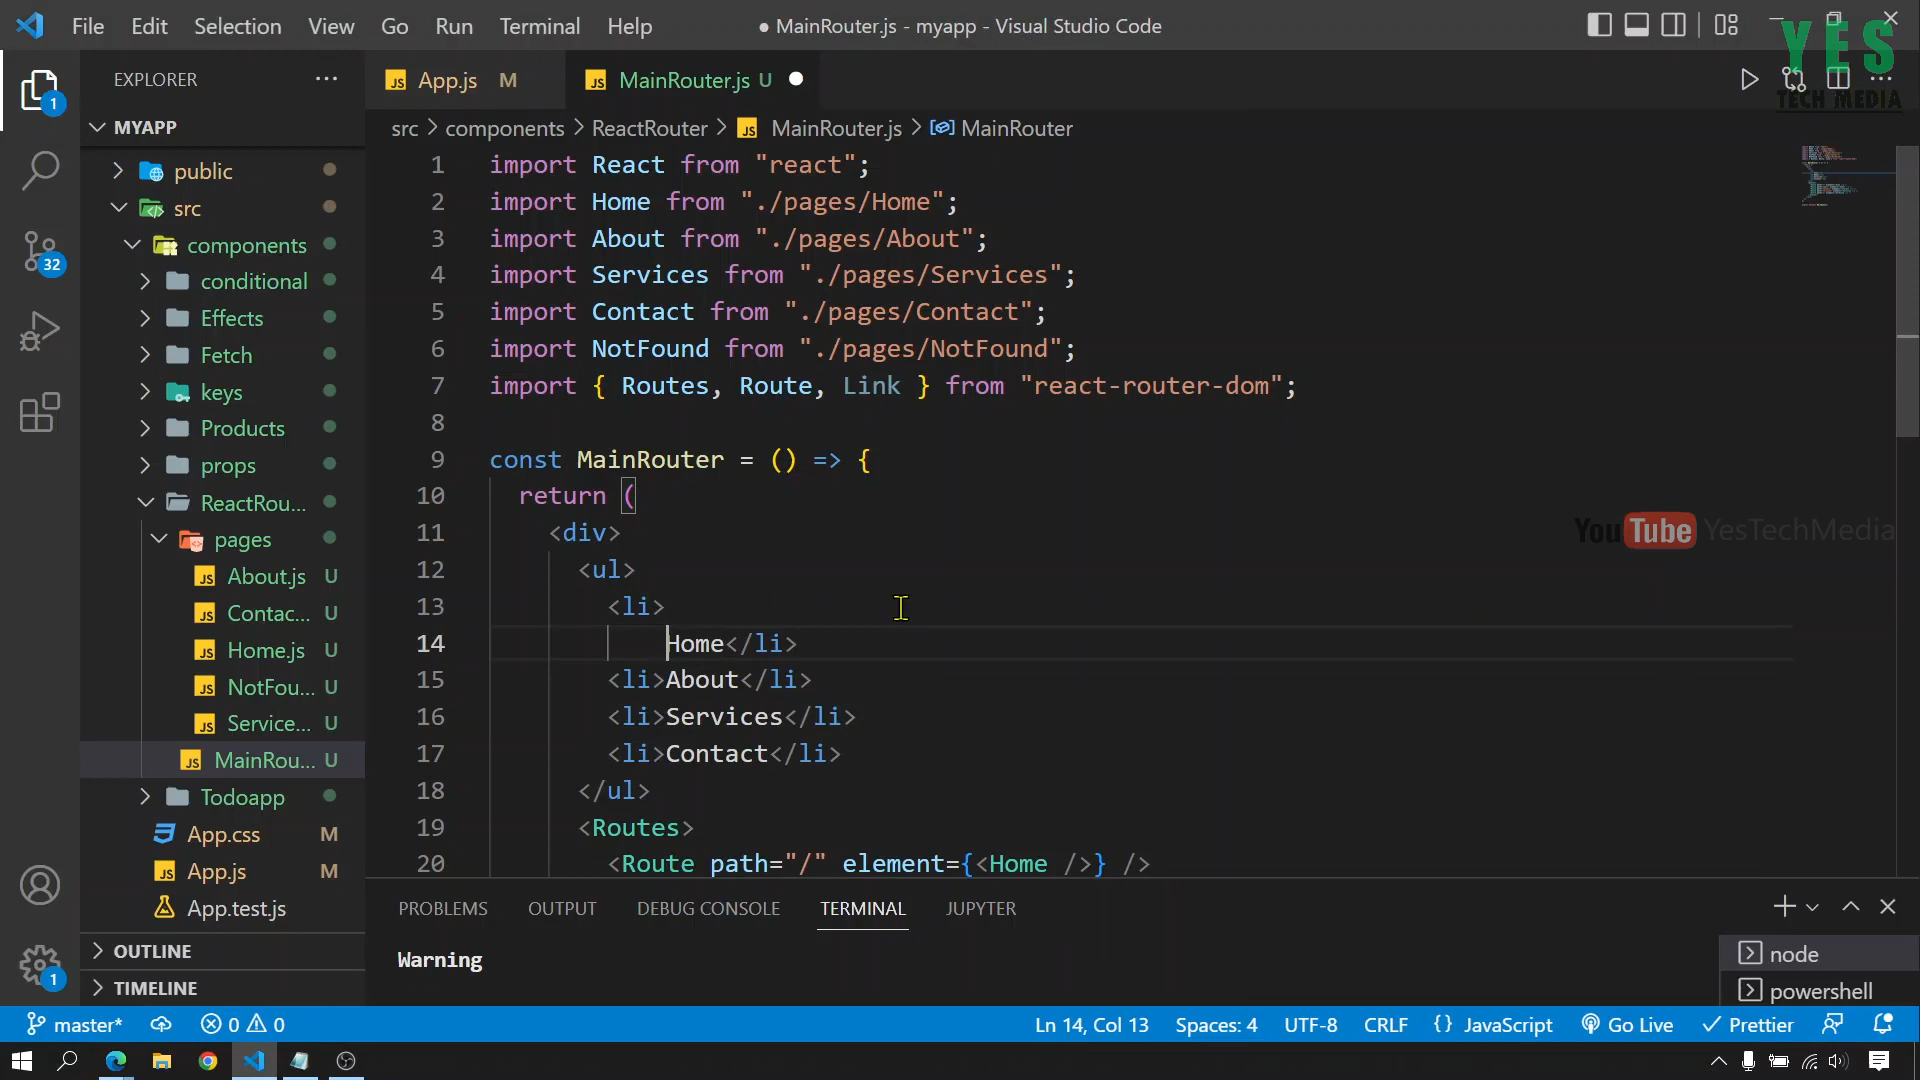 File Edit Selection View Go Run Terminal Help
● MainRouter.js - myapp - Visual Studio Code
YES
TECH MEDIA
EXPLORER
App.js M
MainRouter.js U
MYAPP
src > components > ReactRouter > MainRouter.js > MainRouter
public
src
components
conditional
Effects
Fetch
keys
Products
props
ReactRou...
pages
About.js U
Contac... U
Home.js U
NotFou... U
Service... U
MainRou... U
Todoapp
App.css M
App.js M
App.test.js
OUTLINE
TIMELINE
1
32
1
1 import React from "react";
2 import Home from "./pages/Home";
3 import About from "./pages/About";
4 import Services from "./pages/Services";
5 import Contact from "./pages/Contact";
6 import NotFound from "./pages/NotFound";
7 import { Routes, Route, Link } from "react-router-dom";
8
9 const MainRouter = () => {
10 return (
11 <div>
12 <ul>
13 <li>
14 Home</li>
15 <li>About</li>
16 <li>Services</li>
17 <li>Contact</li>
18 </ul>
19 <Routes>
20 <Route path="/" element={<Home />} />
YouTube YesTechMedia
PROBLEMS OUTPUT DEBUG CONSOLE TERMINAL JUPYTER
Warning
node
powershell
master* 0 0 Ln 14, Col 13 Spaces: 4 UTF-8 CRLF {} JavaScript Go Live Prettier